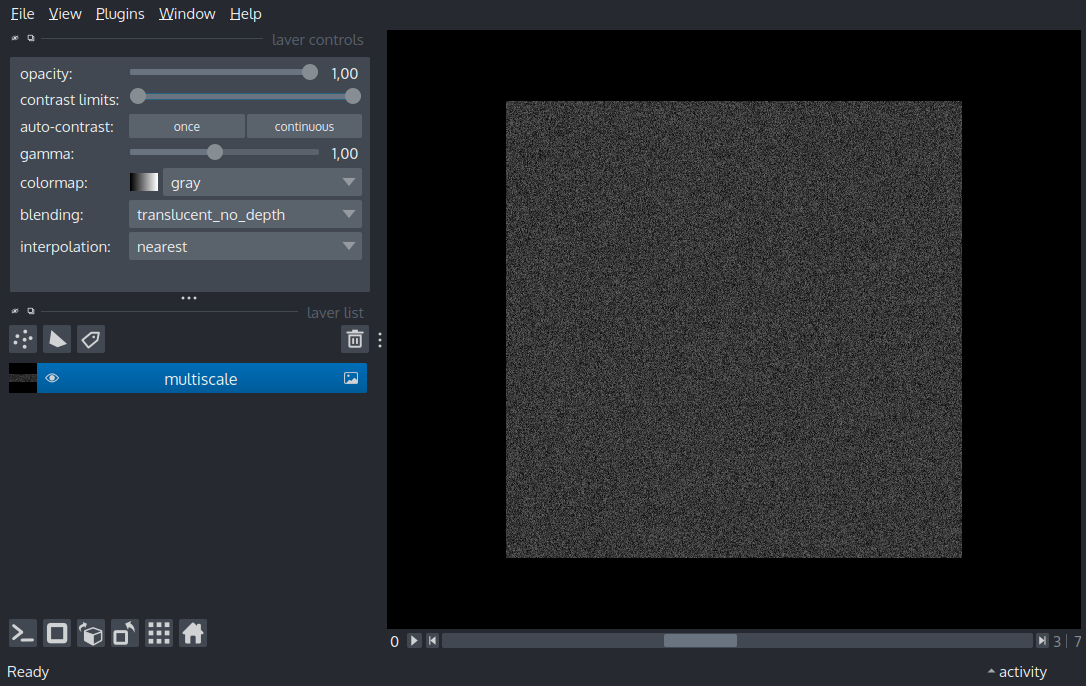 File View Plugins Window Help
layer controls
opacity: 1,00
contrast limits:
auto-contrast: once continuous
gamma: 1,00
colormap: gray
blending: translucent_no_depth
interpolation: nearest
layer list
multiscale
0 3 | 7
Ready activity